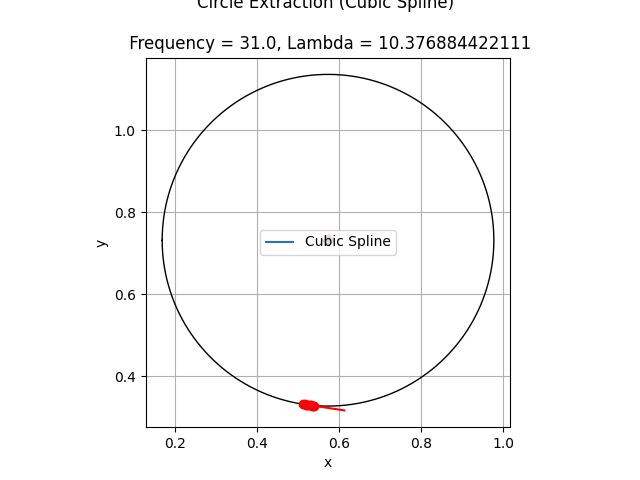 Circle Extraction (Cubic Spline)
Frequency = 31.0, Lambda = 10.376884422111
1.0
0.8
0.6
0.4
y
Cubic Spline
0.2
0.4
0.6
0.8
1.0
x